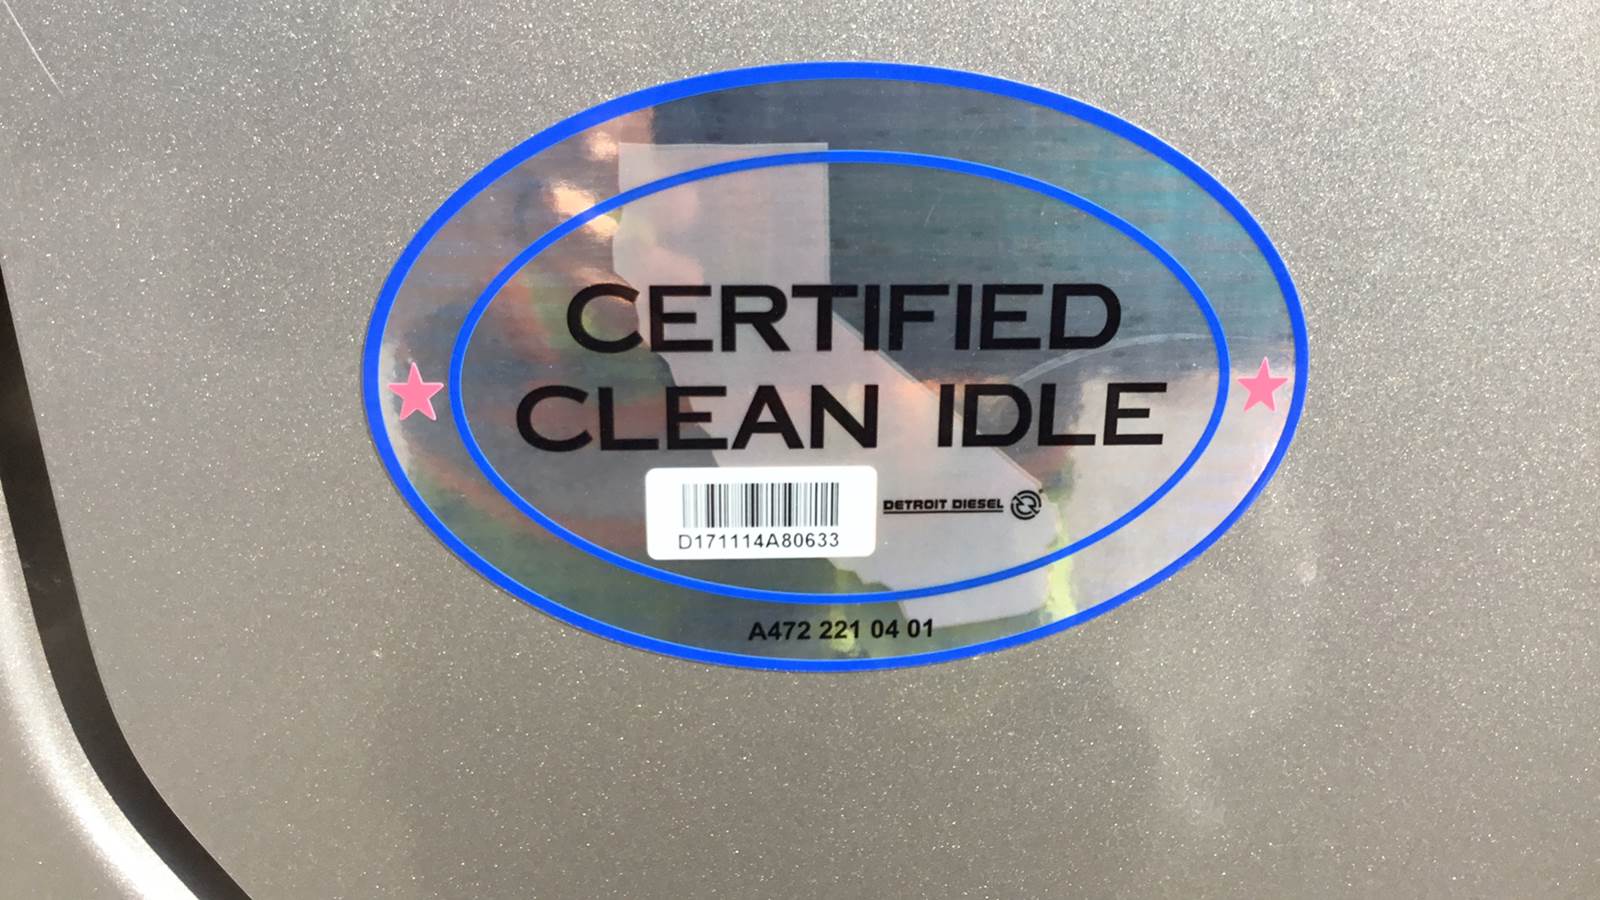 CERTIFIED
CLEAN IDLE
D171114A80633
DETROIT DIESEL
A472 221 04 01